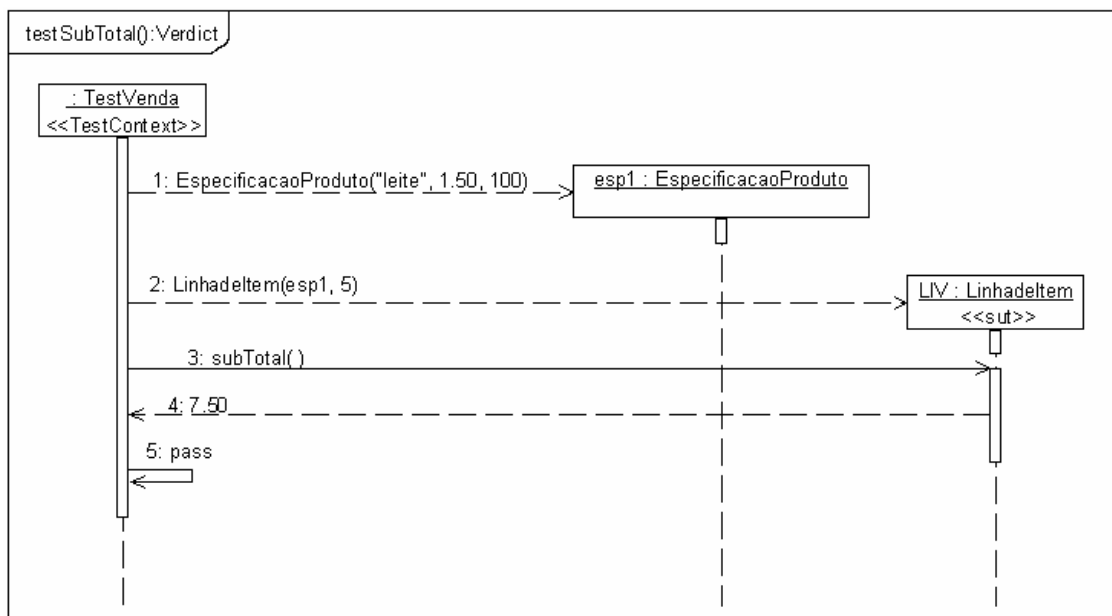 testSubTotal():Verdict
: TestVenda
<<TestContext>>
1: EspecificacaoProduto("leite", 1.50, 100)
esp1 : EspecificacaoProduto
2: LinhadeItem(esp1, 5)
LIV : LinhadeItem
<<sut>>
3: subTotal( )
4: 7.50
5: pass